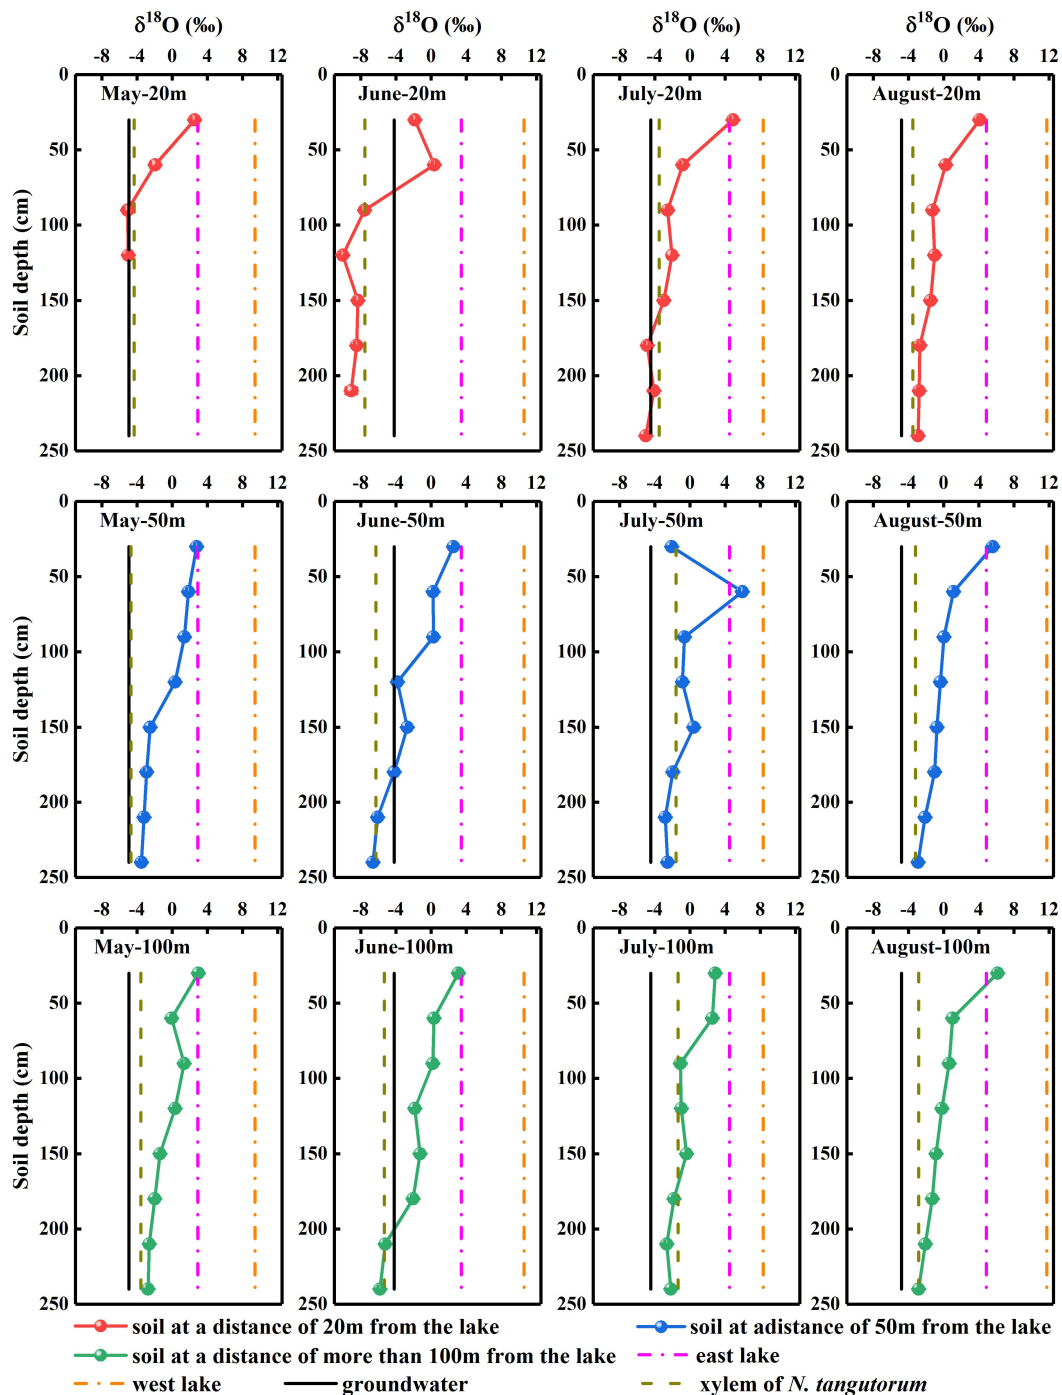 δ18O (‰) δ18O (‰) δ18O (‰) δ18O (‰)
-8 -4 0 4 8 12 -8 -4 0 4 8 12 -8 -4 0 4 8 12 -8 -4 0 4 8 12
0
May-20m June-20m July-20m August-20m
50
100
Soil depth (cm)
150
200
250
-8 -4 0 4 8 12 -8 -4 0 4 8 12 -8 -4 0 4 8 12 -8 -4 0 4 8 12
0
May-50m June-50m July-50m August-50m
50
100
Soil depth (cm)
150
200
250
-8 -4 0 4 8 12 -8 -4 0 4 8 12 -8 -4 0 4 8 12 -8 -4 0 4 8 12
0
May-100m June-100m July-100m August-100m
50
100
Soil depth (cm)
150
200
250
soil at a distance of 20m from the lake soil at adistance of 50m from the lake
soil at a distance of more than 100m from the lake east lake
west lake groundwater xylem of N. tangutorum